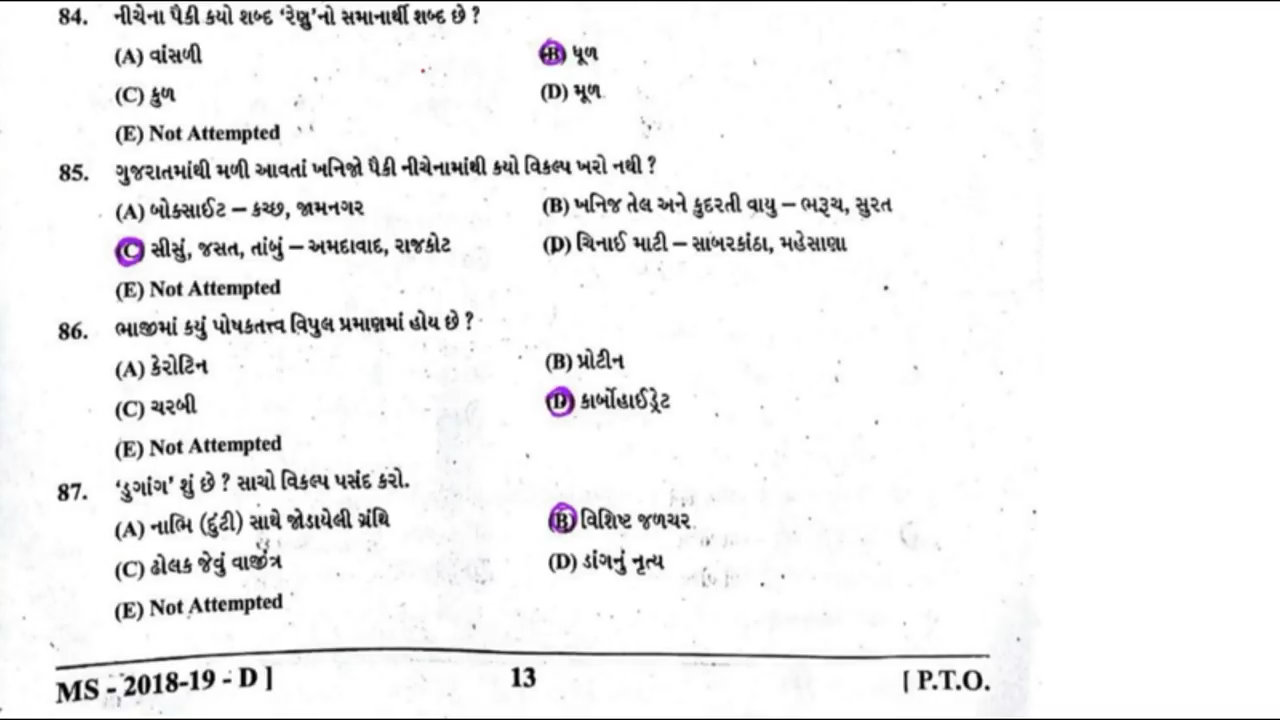 84. નીચેના પૈકી કયો શબ્દ ‘રેણુ’નો સમાનાર્થી શબ્દ છે ?
(A) વાંસળી (B) ધૂળ
(C) કુળ (D) મૂળ
(E) Not Attempted
85. ગુજરાતમાંથી મળી આવતાં ખનિજો પૈકી નીચેનામાંથી કયો વિકલ્પ ખરો નથી ?
(A) બોક્સાઈટ – કચ્છ, જામનગર (B) ખનિજ તેલ અને કુદરતી વાયુ – ભરૂચ, સુરત
(C) સીસું, જસત, તાંબું – અમદાવાદ, રાજકોટ (D) ચિનાઈ માટી – સાબરકાંઠા, મહેસાણા
(E) Not Attempted
86. ભાજીમાં કયું પોષકતત્ત્વ વિપુલ પ્રમાણમાં હોય છે ?
(A) કેરોટિન (B) પ્રોટીન
(C) ચરબી (D) કાર્બોહાઈડ્રેટ
(E) Not Attempted
87. ‘ડુગાંગ’ શું છે ? સાચો વિકલ્પ પસંદ કરો.
(A) નાભિ (દુંટી) સાથે જોડાયેલી ગ્રંથિ (B) વિશિષ્ટ જળચર
(C) ઢોલક જેવું વાજીંત્ર (D) ડાંગનું નૃત્ય
(E) Not Attempted
MS - 2018-19 - D ] 13 [ P.T.O.